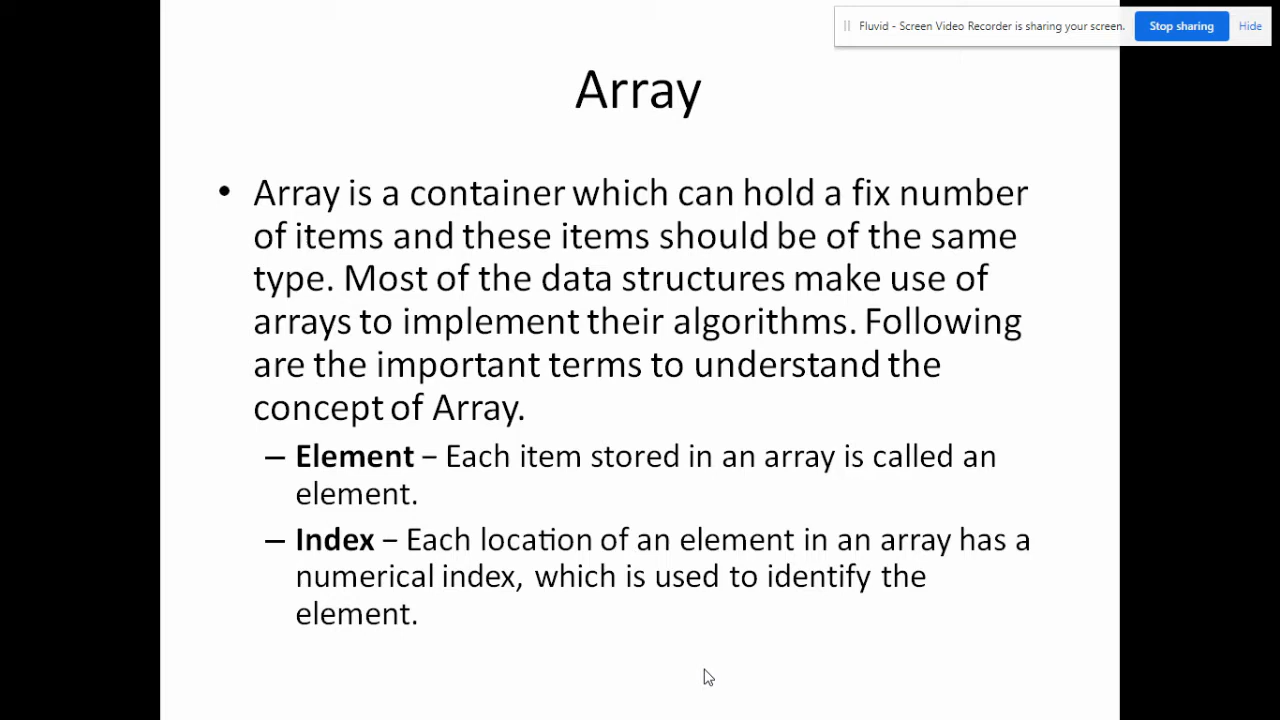 Fluvid - Screen Video Recorder is sharing your screen.
Stop sharing
Hide
Array
• Array is a container which can hold a fix number
of items and these items should be of the same
type. Most of the data structures make use of
arrays to implement their algorithms. Following
are the important terms to understand the
concept of Array.
– Element − Each item stored in an array is called an
element.
– Index − Each location of an element in an array has a
numerical index, which is used to identify the
element.